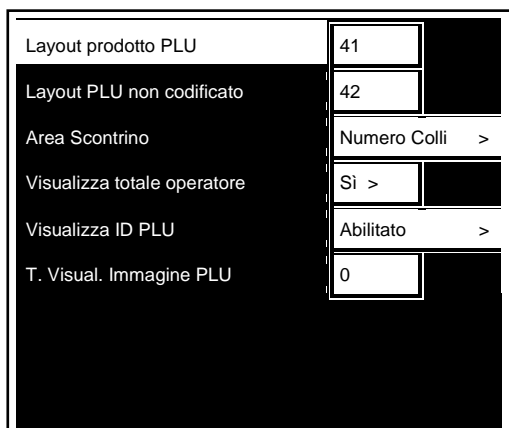 Layout prodotto PLU 41
Layout PLU non codificato 42
Area Scontrino Numero Colli >
Visualizza totale operatore Sì >
Visualizza ID PLU Abilitato >
T. Visual. Immagine PLU 0